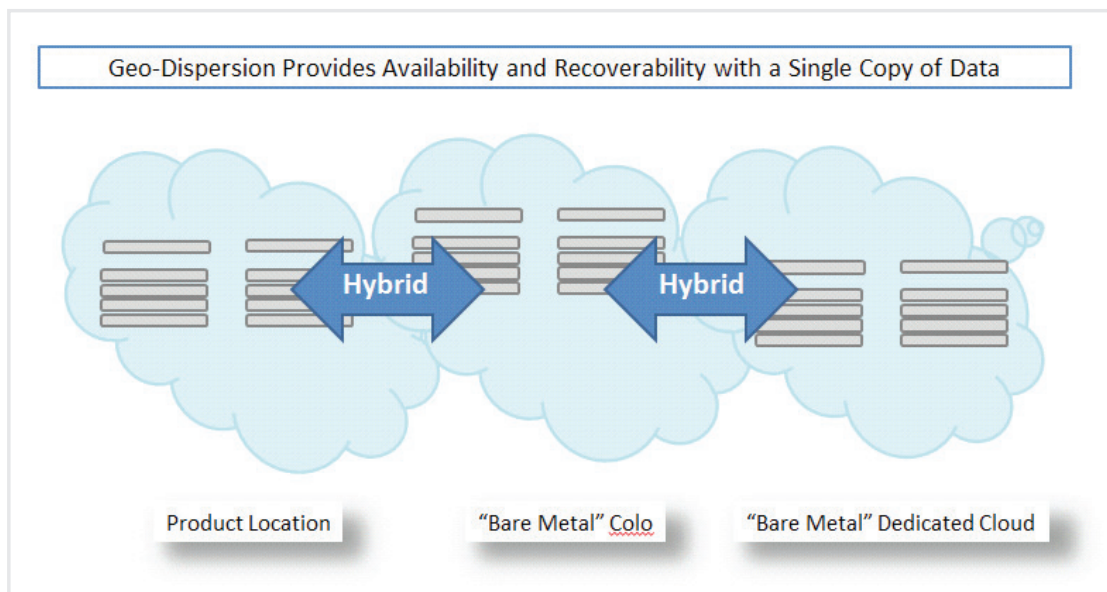 Geo-Dispersion Provides Availability and Recoverability with a Single Copy of Data
Hybrid
Hybrid
Product Location
“Bare Metal” Colo
“Bare Metal” Dedicated Cloud